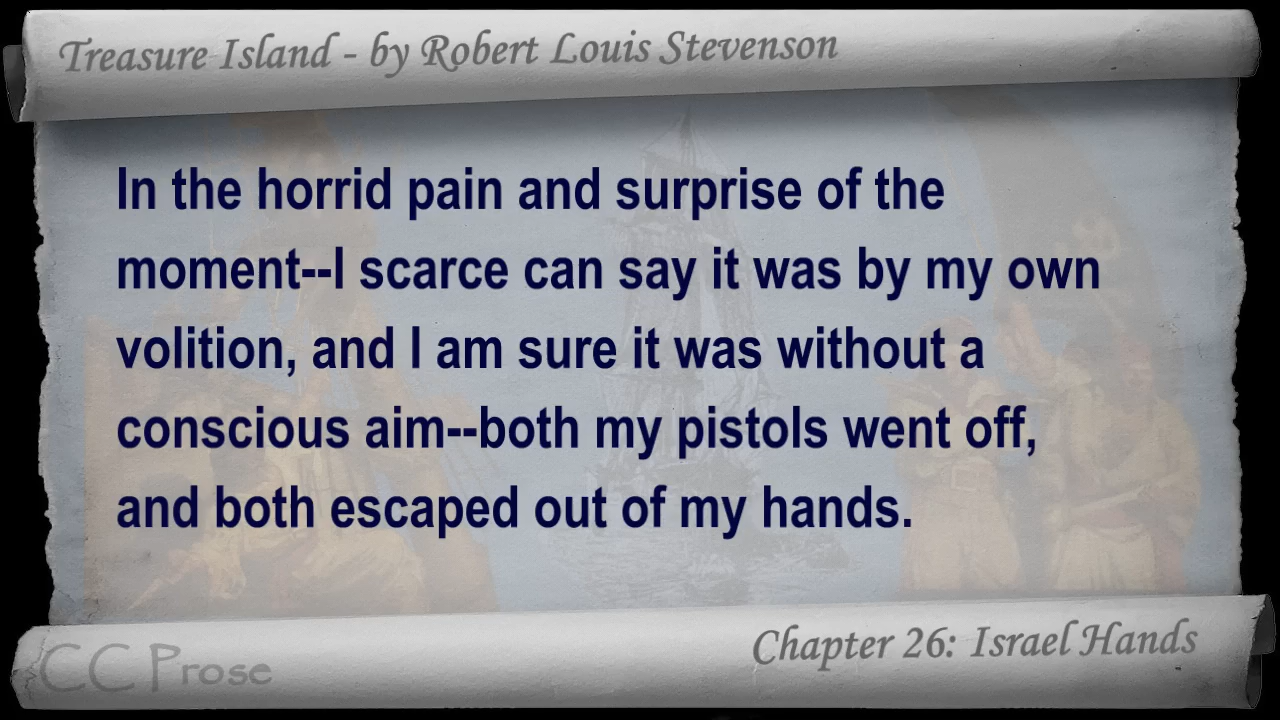 Treasure Island - by Robert Louis Stevenson
In the horrid pain and surprise of the
moment--I scarce can say it was by my own
volition, and I am sure it was without a
conscious aim--both my pistols went off,
and both escaped out of my hands.
Chapter 26: Israel Hands
CC Prose